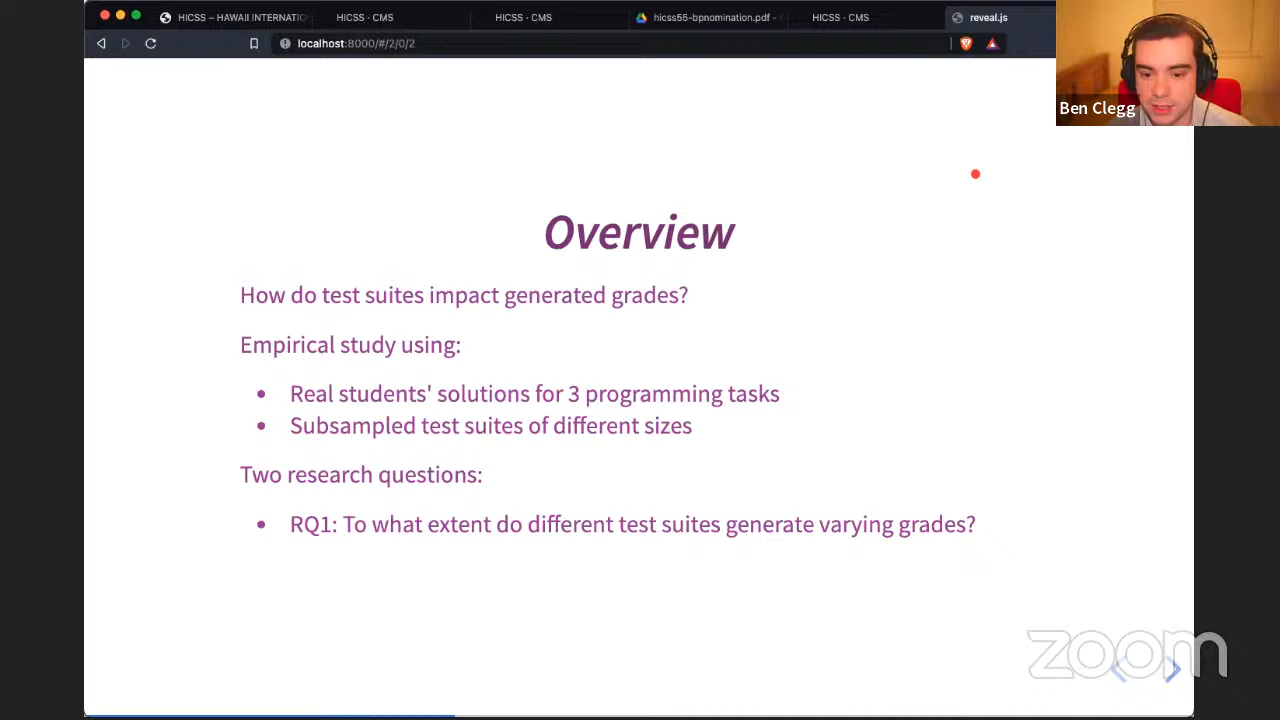 HICSS – HAWAII INTERNATIO
HICSS · CMS
HICSS · CMS
hicss55-bpnomination.pdf -
HICSS · CMS
reveal.js
localhost:8000/#/2/0/2
Ben Clegg
Overview
How do test suites impact generated grades?
Empirical study using:
• Real students' solutions for 3 programming tasks
• Subsampled test suites of different sizes
Two research questions:
• RQ1: To what extent do different test suites generate varying grades?
zoom